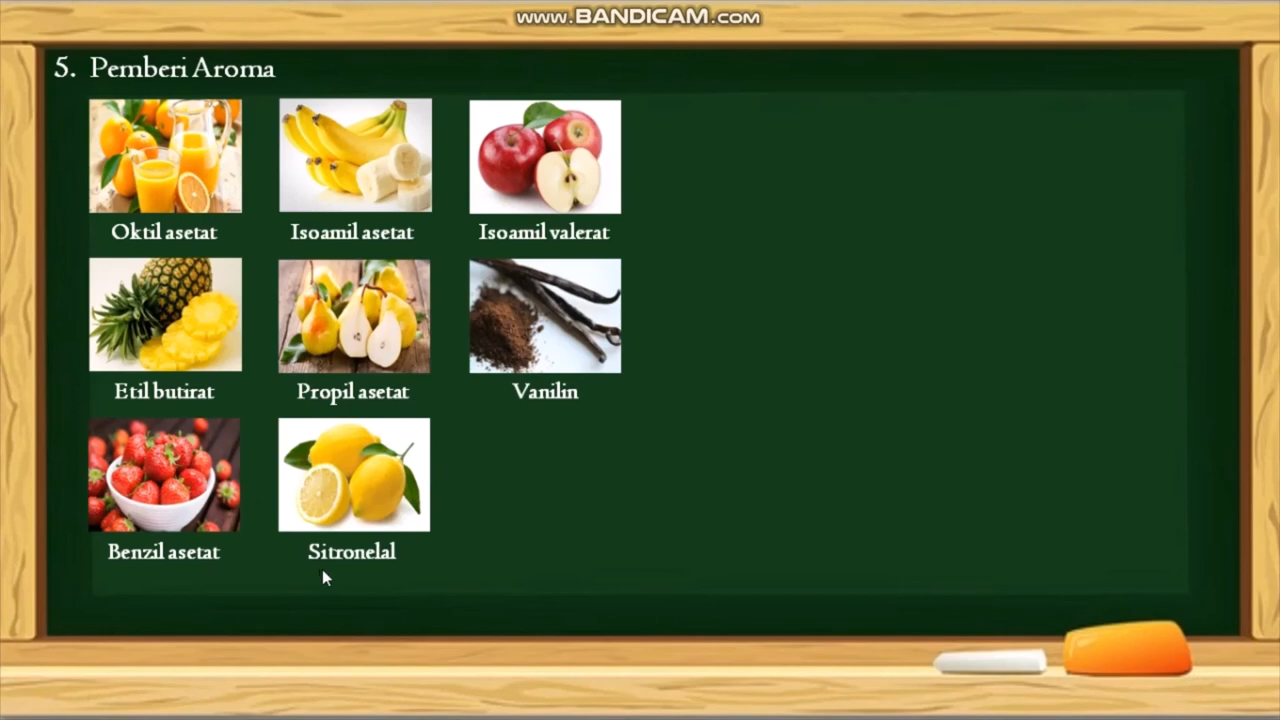 www.BANDICAM.com
5. Pemberi Aroma
Oktil asetat
Isoamil asetat
Isoamil valerat
Etil butirat
Propil asetat
Vanilin
Benzil asetat
Sitronelal